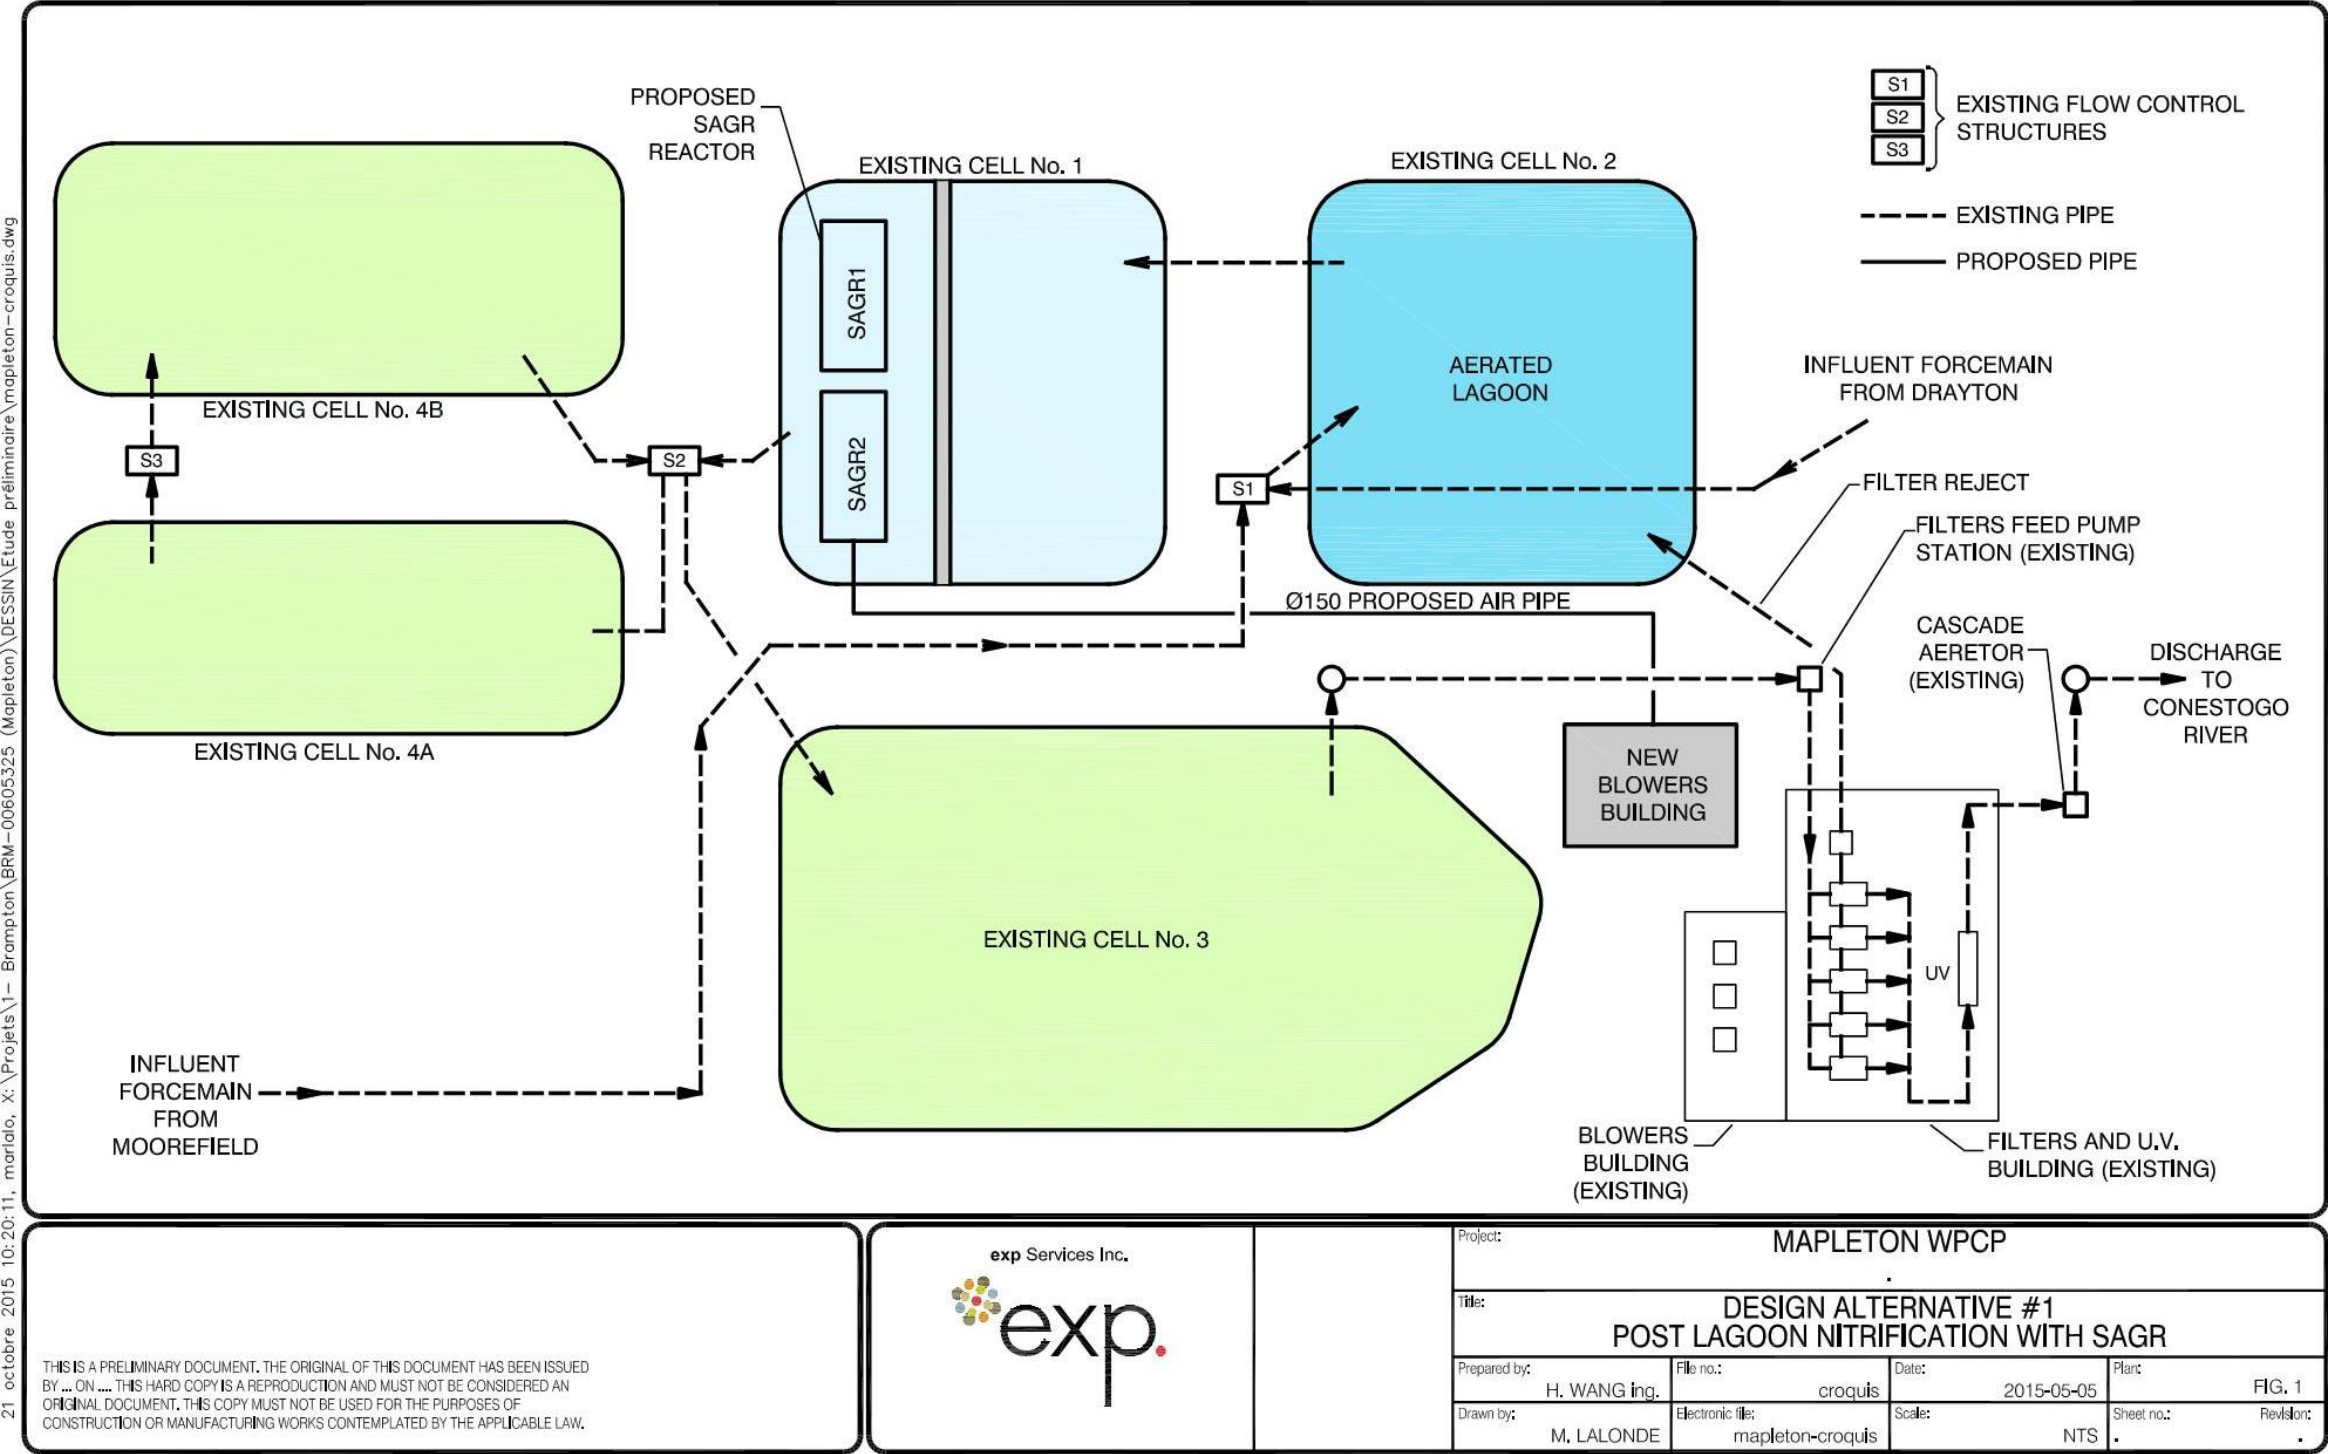 S1
S2
S3
EXISTING FLOW CONTROL
STRUCTURES
EXISTING PIPE
PROPOSED PIPE
PROPOSED
SAGR
REACTOR
EXISTING CELL No. 1
EXISTING CELL No. 2
SAGR1
SAGR2
AERATED
LAGOON
INFLUENT FORCEMAIN
FROM DRAYTON
EXISTING CELL No. 4B
S3
S2
S1
FILTER REJECT
FILTERS FEED PUMP
STATION (EXISTING)
Ø150 PROPOSED AIR PIPE
CASCADE
AERETOR
(EXISTING)
DISCHARGE
TO
CONESTOGO
RIVER
EXISTING CELL No. 4A
NEW
BLOWERS
BUILDING
EXISTING CELL No. 3
UV
INFLUENT
FORCEMAIN
FROM
MOOREFIELD
BLOWERS
BUILDING
(EXISTING)
FILTERS AND U.V.
BUILDING (EXISTING)
21 octobre 2015 10:20:11, marlalo, X:\Projets\1- Brampton\BRM-00605325 (Mapleton)\DESSIN\Etude préliminaire\mapleton-croquis.dwg
THIS IS A PRELIMINARY DOCUMENT. THE ORIGINAL OF THIS DOCUMENT HAS BEEN ISSUED
BY ... ON .... THIS HARD COPY IS A REPRODUCTION AND MUST NOT BE CONSIDERED AN
ORIGINAL DOCUMENT. THIS COPY MUST NOT BE USED FOR THE PURPOSES OF
CONSTRUCTION OR MANUFACTURING WORKS CONTEMPLATED BY THE APPLICABLE LAW.
exp Services Inc.
exp.
Project:
MAPLETON WPCP
.
Title:
DESIGN ALTERNATIVE #1
POST LAGOON NITRIFICATION WITH SAGR
Prepared by:
H. WANG ing.
File no.:
croquis
Date:
2015-05-05
Plan:
FIG. 1
Drawn by:
M. LALONDE
Electronic file:
mapleton-croquis
Scale:
NTS
Sheet no.:
.
Revision:
.